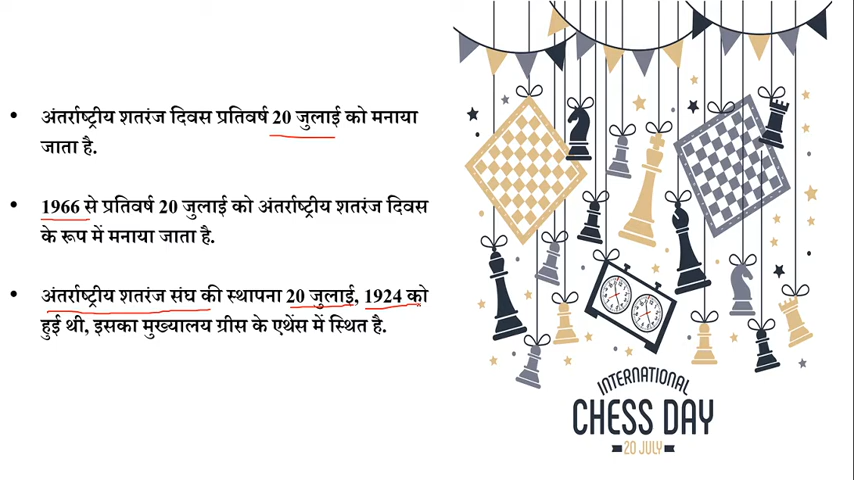 • अंतर्राष्ट्रीय शतरंज दिवस प्रतिवर्ष 20 जुलाई को मनाया
जाता है.
• 1966 से प्रतिवर्ष 20 जुलाई को अंतर्राष्ट्रीय शतरंज दिवस
के रूप में मनाया जाता है.
• अंतर्राष्ट्रीय शतरंज संघ की स्थापना 20 जुलाई, 1924 को
हुई थी, इसका मुख्यालय ग्रीस के एथेंस में स्थित है.
INTERNATIONAL
CHESS DAY
20 JULY